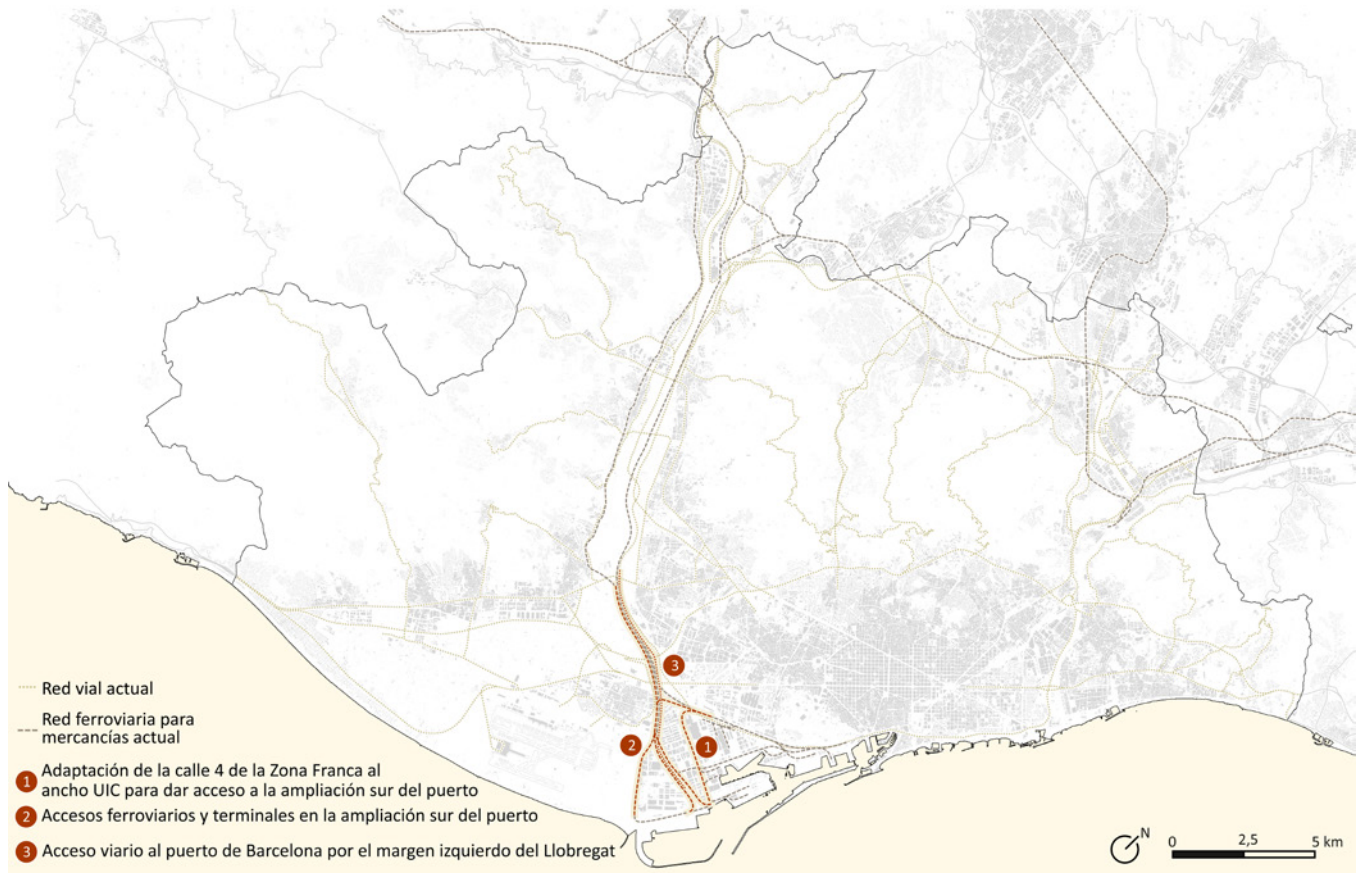 3
2
1
Red vial actual
Red ferroviaria para
mercancías actual
1 Adaptación de la calle 4 de la Zona Franca al
ancho UIC para dar acceso a la ampliación sur del puerto
2 Accesos ferroviarios y terminales en la ampliación sur del puerto
3 Acceso viario al puerto de Barcelona por el margen izquierdo del Llobregat
N
0 2,5 5 km